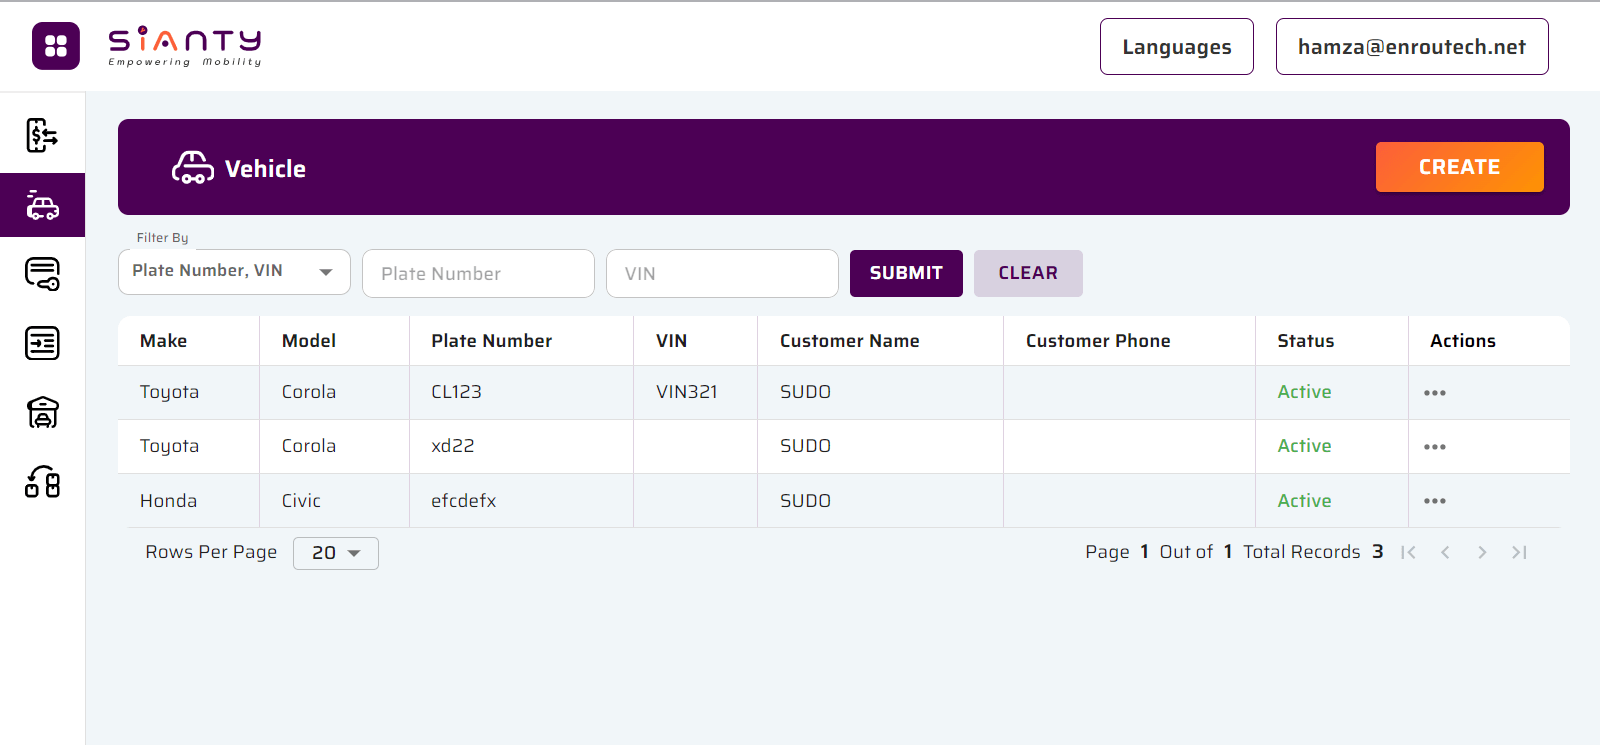 SiANTY
Empowering Mobility
Languages
hamza@enroutech.net
Vehicle
CREATE
Filter By
Plate Number, VIN
Plate Number
VIN
SUBMIT
CLEAR
Make Model Plate Number VIN Customer Name Customer Phone Status Actions
Toyota Corola CL123 VIN321 SUDO Active
Toyota Corola xd22 SUDO Active
Honda Civic efcdefx SUDO Active
Rows Per Page 20
Page 1 Out of 1 Total Records 3